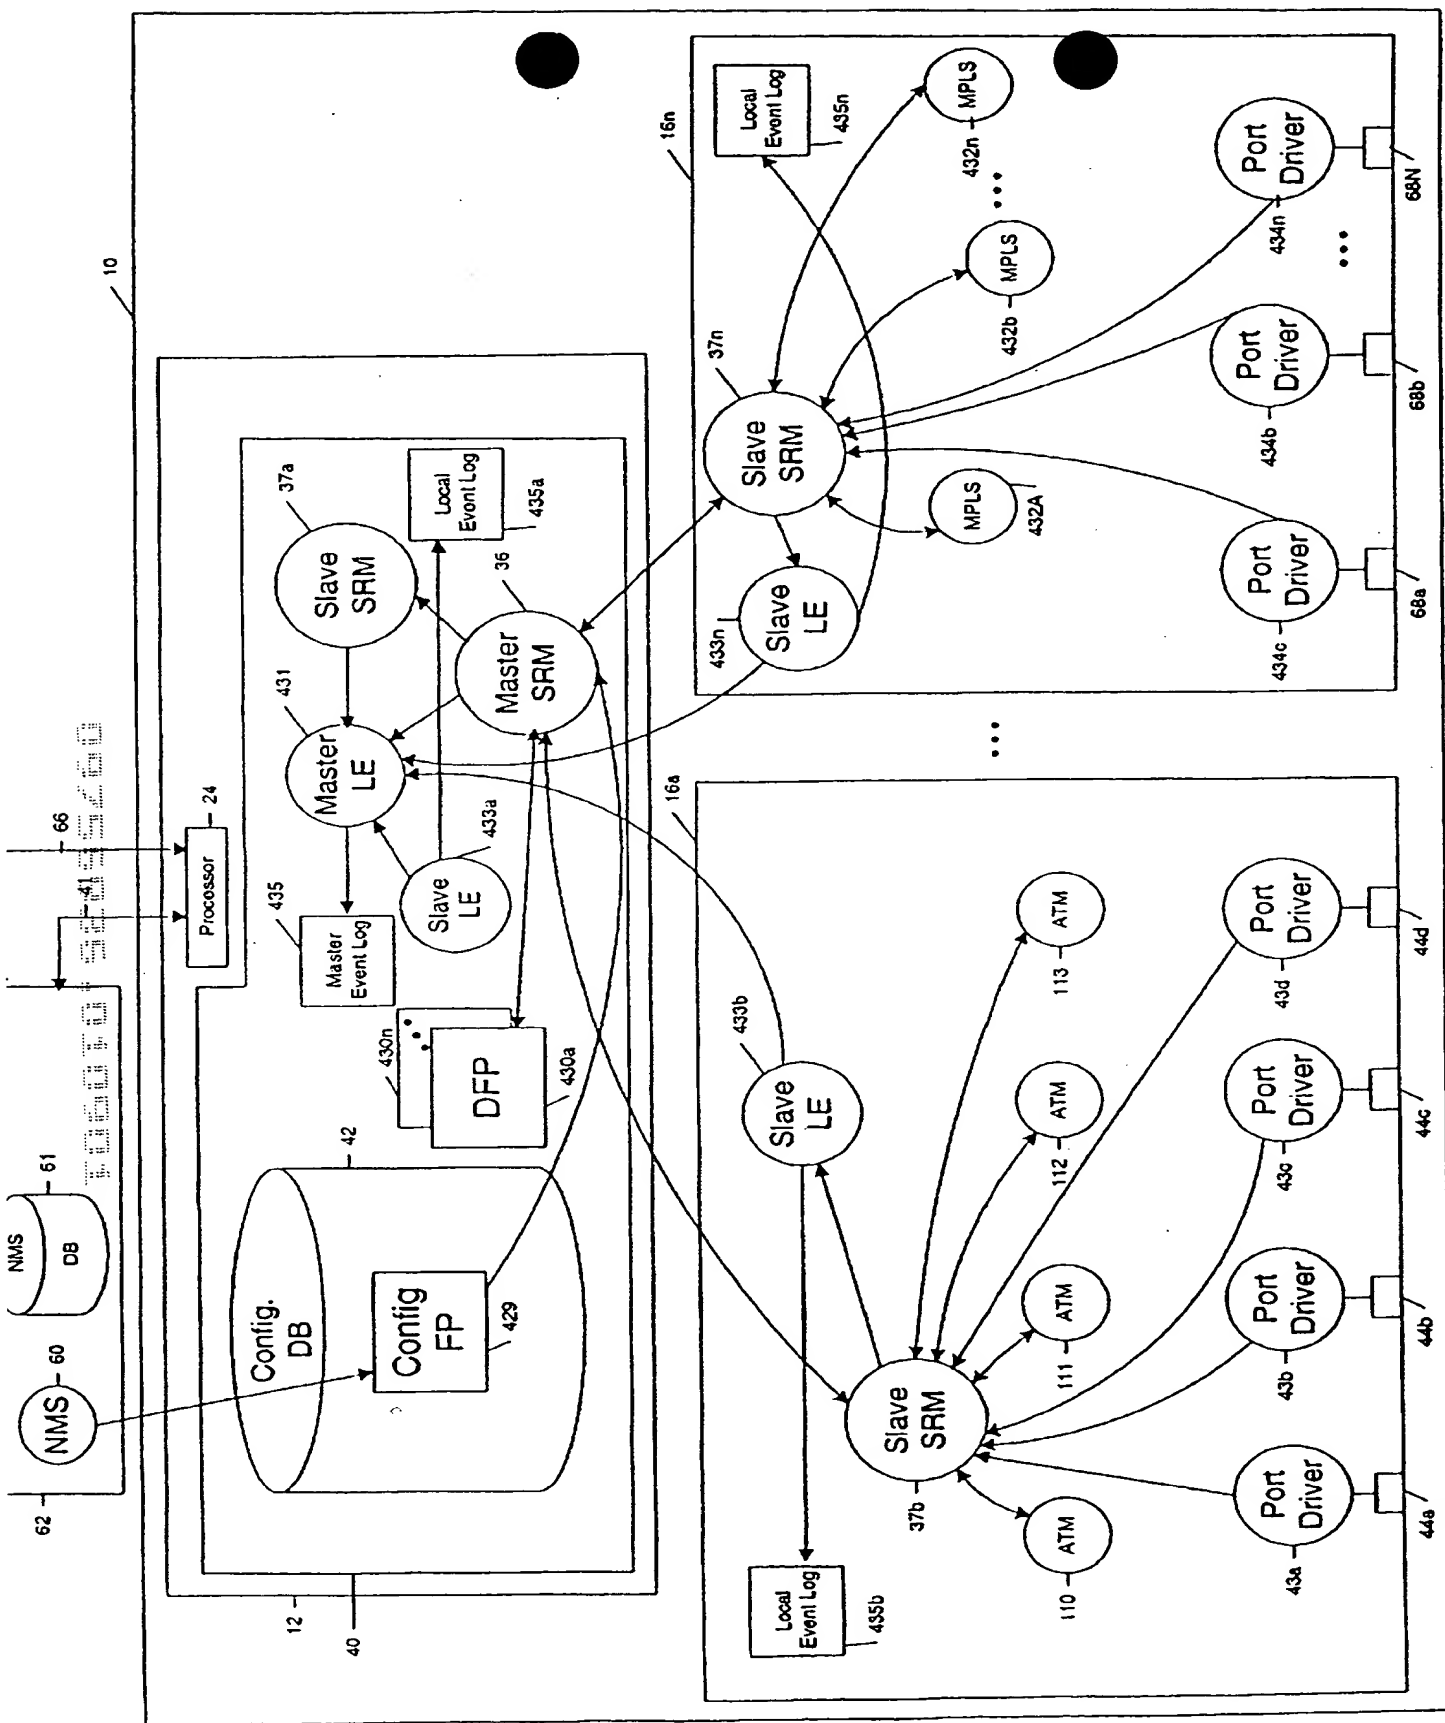 62
NMS
60
NMS
DB
61
41
66
10
12
40
Config.
DB
42
Config
FP
429
430n
DFP
430a
Processor
24
435
Master
Event Log
Master
LE
431
Slave
LE
433a
Slave
SRM
37a
Local
Event Log
435a
Master
SRM
36
16a
Local
Event Log
435b
Slave
LE
433b
Slave
SRM
37b
ATM
110
ATM
111
ATM
112
ATM
113
Port
Driver
43a
Port
Driver
43b
Port
Driver
43c
Port
Driver
43d
44a
44b
44c
44d
...
16n
Local
Event Log
435n
Slave
LE
433n
Slave
SRM
37n
MPLS
432A
MPLS
432b
...
MPLS
432n
Port
Driver
434c
Port
Driver
434b
...
Port
Driver
434n
68a
68b
68N